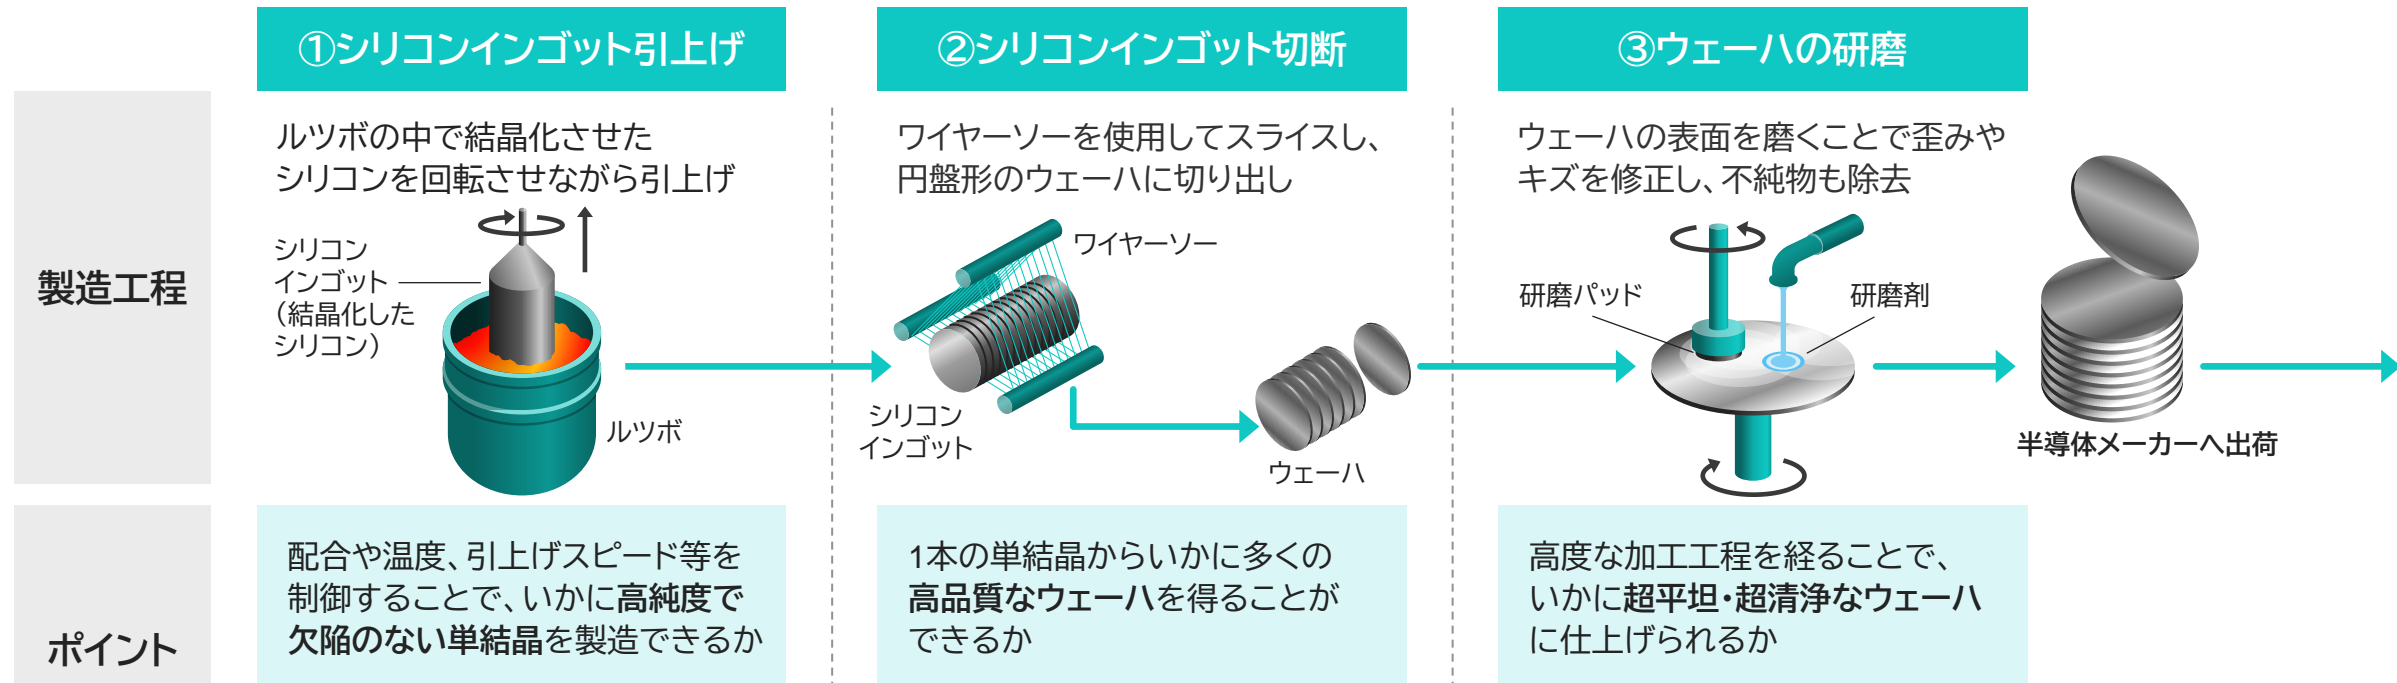 ①シリコンインゴット引上げ
②シリコンインゴット切断
③ウェーハの研磨
製造工程
ルツボの中で結晶化させた
シリコンを回転させながら引上げ
シリコン
インゴット
（結晶化した
シリコン）
ルツボ
ワイヤーソーを使用してスライスし、
円盤形のウェーハに切り出し
ワイヤーソー
シリコン
インゴット
ウェーハ
ウェーハの表面を磨くことで歪みや
キズを修正し、不純物も除去
研磨パッド
研磨剤
半導体メーカーへ出荷
ポイント
配合や温度、引上げスピード等を
制御することで、いかに高純度で
欠陥のない単結晶を製造できるか
1本の単結晶からいかに多くの
高品質なウェーハを得ることが
できるか
高度な加工工程を経ることで、
いかに超平坦・超清浄なウェーハ
に仕上げられるか